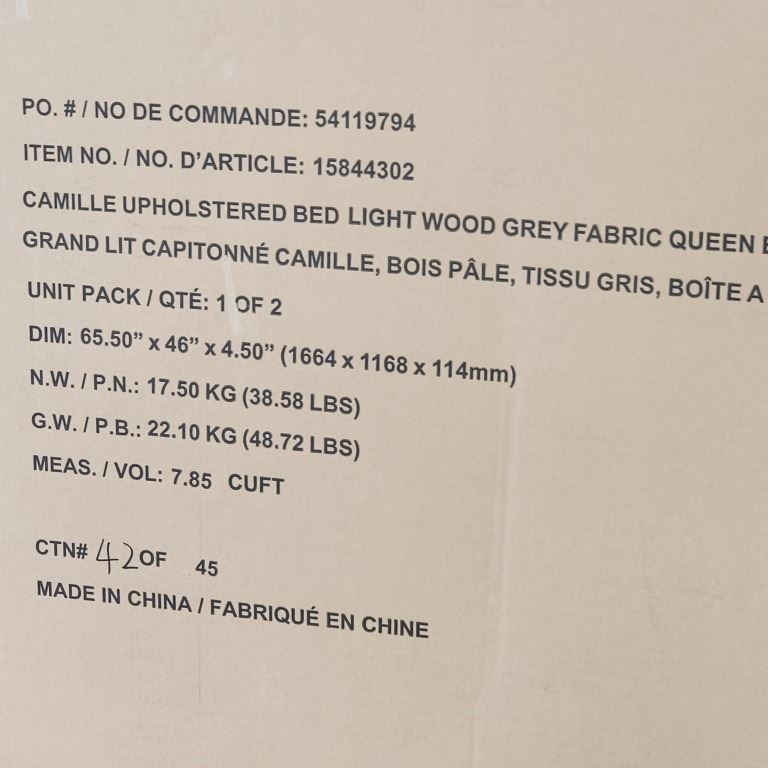 PO. # / NO DE COMMANDE: 54119794
ITEM NO. / NO. D’ARTICLE: 15844302
CAMILLE UPHOLSTERED BED LIGHT WOOD GREY FABRIC QUEEN
GRAND LIT CAPITONNÉ CAMILLE, BOIS PÂLE, TISSU GRIS, BOÎTE A
UNIT PACK / QTÉ: 1 OF 2
DIM: 65.50” x 46” x 4.50” (1664 x 1168 x 114mm)
N.W. / P.N.: 17.50 KG (38.58 LBS)
G.W. / P.B.: 22.10 KG (48.72 LBS)
MEAS. / VOL: 7.85 CUFT
CTN# 42 OF 45
MADE IN CHINA / FABRIQUÉ EN CHINE